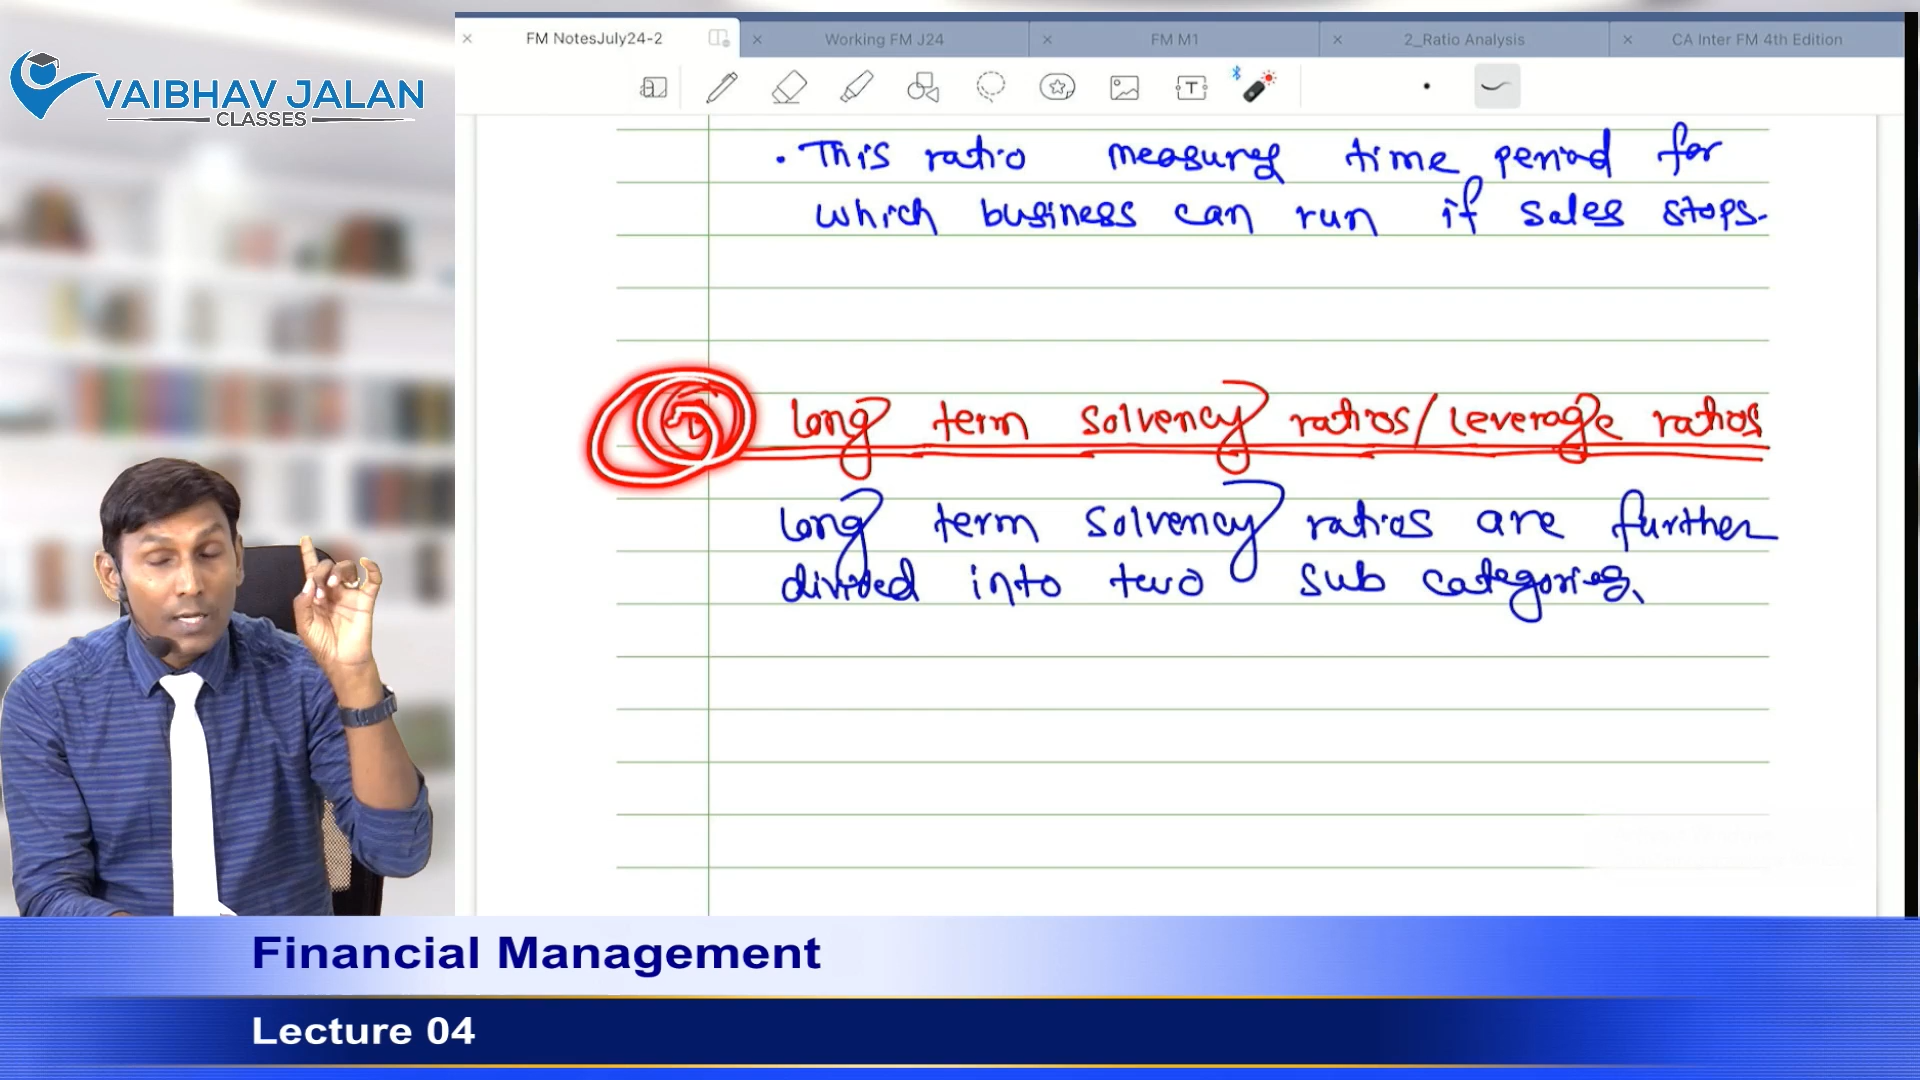 VAIBHAV JALAN
CLASSES
FM NotesJuly24-2
Working FM J24
FM M1
2_Ratio Analysis
CA Inter FM 4th Edition
• This ratio measures time period for
which business can run if sales stops.
Long term solvency ratios/leverage ratios
Long term solvency ratios are further
divided into two sub categories.
Financial Management
Lecture 04